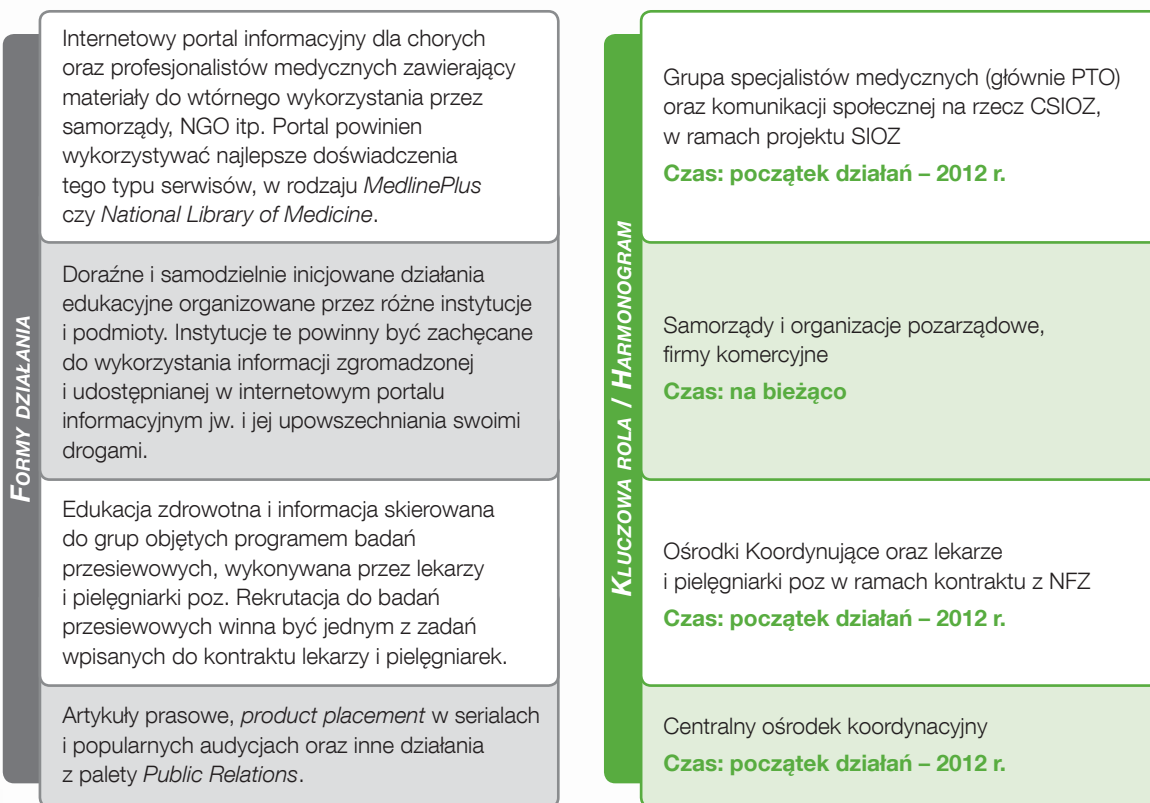 FORMY DZIAŁANIA
Internetowy portal informacyjny dla chorych
oraz profesjonalistów medycznych zawierający
materiały do wtórnego wykorzystania przez
samorządy, NGO itp. Portal powinien
wykorzystywać najlepsze doświadczenia
tego typu serwisów, w rodzaju MedlinePlus
czy National Library of Medicine.
Doraźne i samodzielnie inicjowane działania
edukacyjne organizowane przez różne instytucje
i podmioty. Instytucje te powinny być zachęcane
do wykorzystania informacji zgromadzonej
i udostępnianej w internetowym portalu
informacyjnym jw. i jej upowszechniania swoimi
drogami.
Edukacja zdrowotna i informacja skierowana
do grup objętych programem badań
przesiewowych, wykonywana przez lekarzy
i pielęgniarki poz. Rekrutacja do badań
przesiewowych winna być jednym z zadań
wpisanych do kontraktu lekarzy i pielęgniarek.
Artykuły prasowe, product placement w serialach
i popularnych audycjach oraz inne działania
z palety Public Relations.
KLUCZOWA ROLA / HARMONOGRAM
Grupa specjalistów medycznych (głównie PTO)
oraz komunikacji społecznej na rzecz CSIOZ,
w ramach projektu SIOZ
Czas: początek działań – 2012 r.
Samorządy i organizacje pozarządowe,
firmy komercyjne
Czas: na bieżąco
Ośrodki Koordynujące oraz lekarze
i pielęgniarki poz w ramach kontraktu z NFZ
Czas: początek działań – 2012 r.
Centralny ośrodek koordynacyjny
Czas: początek działań – 2012 r.